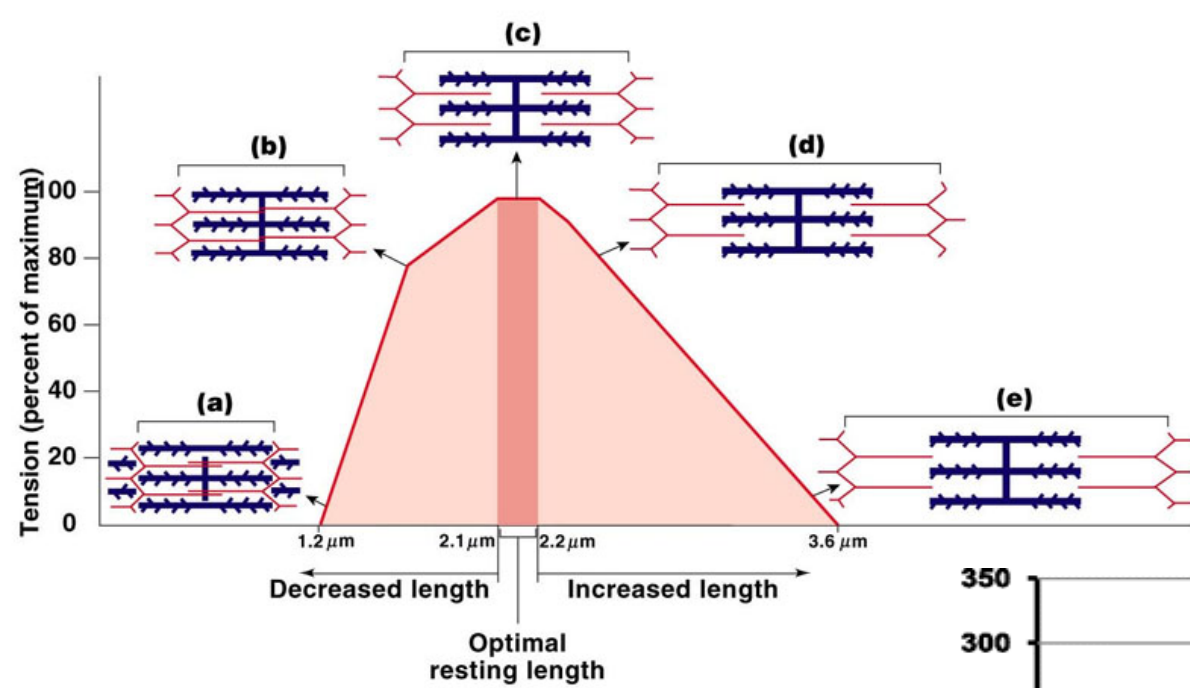 (c)
(b)
(d)
Tension (percent of maximum)
100
80
60
40
20
0
(a)
(e)
1.2 μm
2.1 μm
2.2 μm
3.6 μm
Decreased length
Increased length
Optimal
resting length
350
300